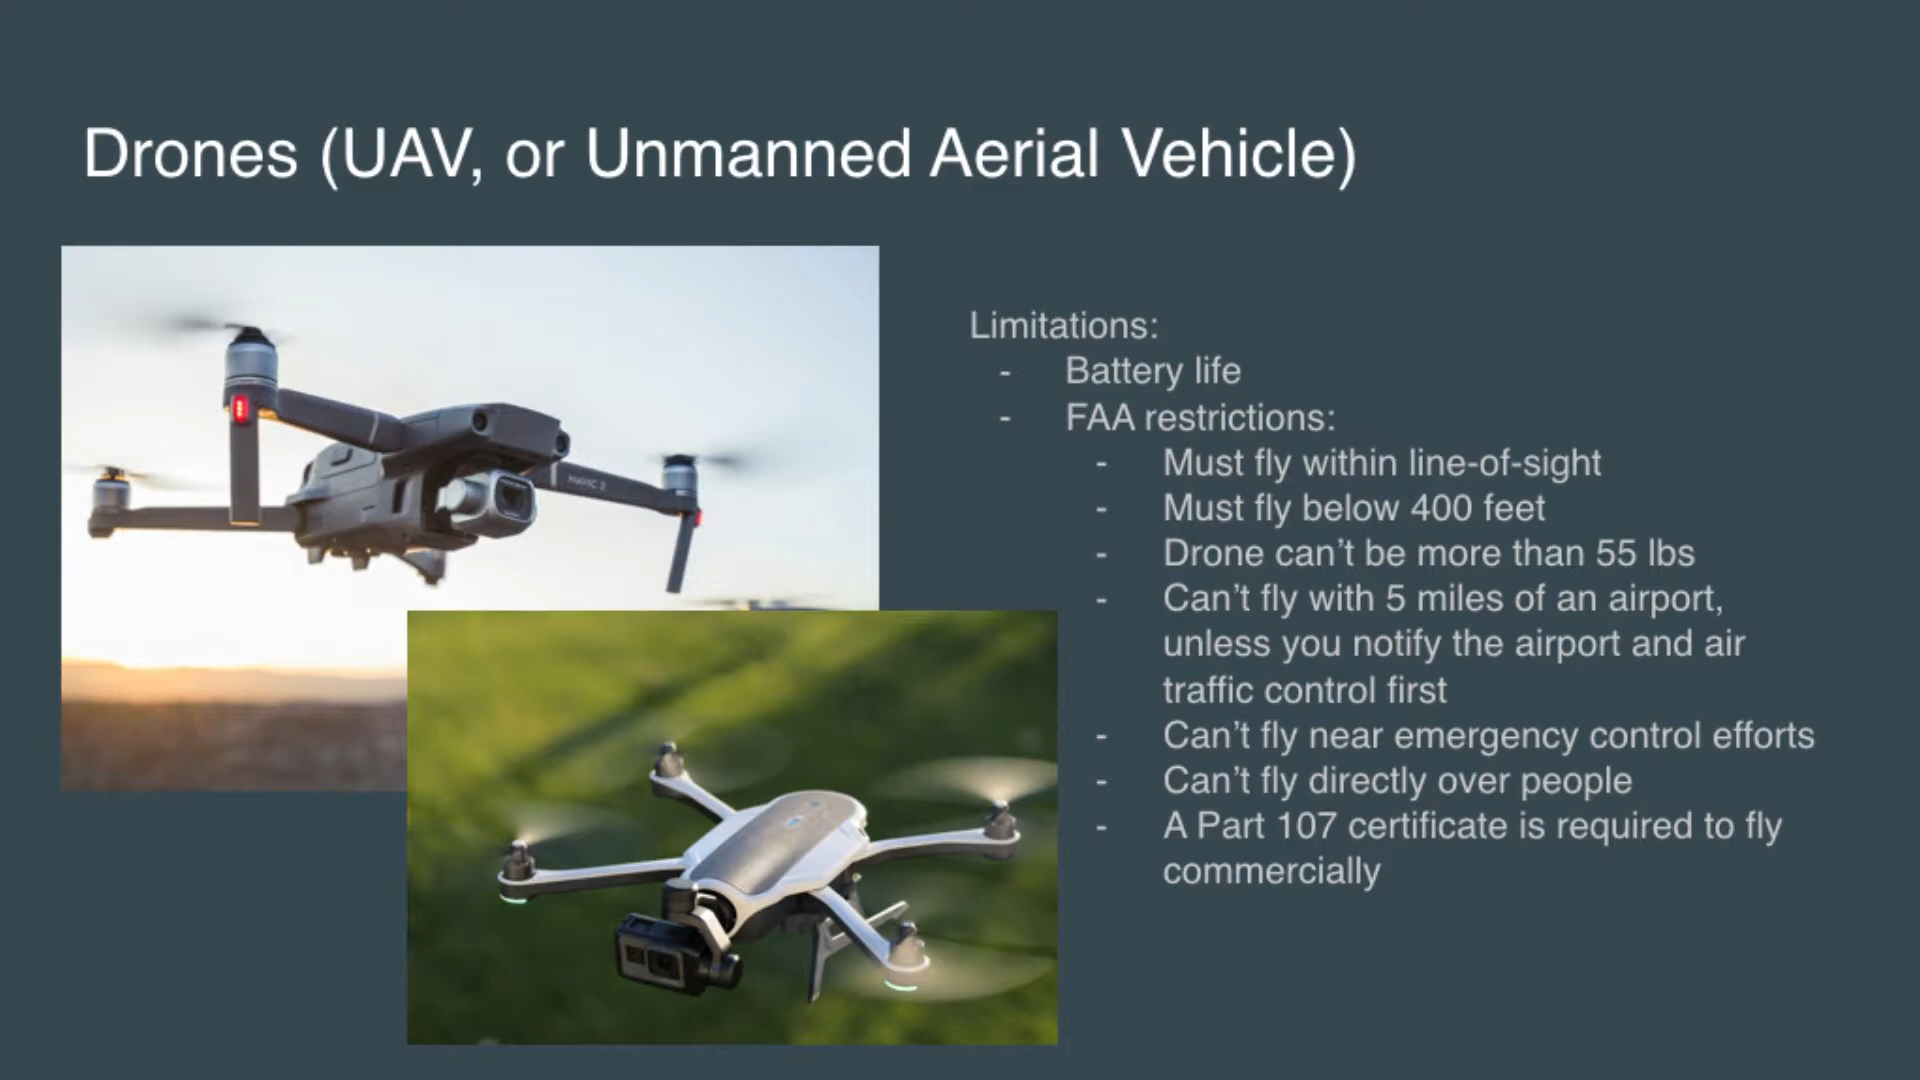 Drones (UAV, or Unmanned Aerial Vehicle)
MAVIC 2
Limitations:
- Battery life
- FAA restrictions:
- Must fly within line-of-sight
- Must fly below 400 feet
- Drone can't be more than 55 lbs
- Can't fly with 5 miles of an airport,
unless you notify the airport and air
traffic control first
- Can't fly near emergency control efforts
- Can't fly directly over people
- A Part 107 certificate is required to fly
commercially